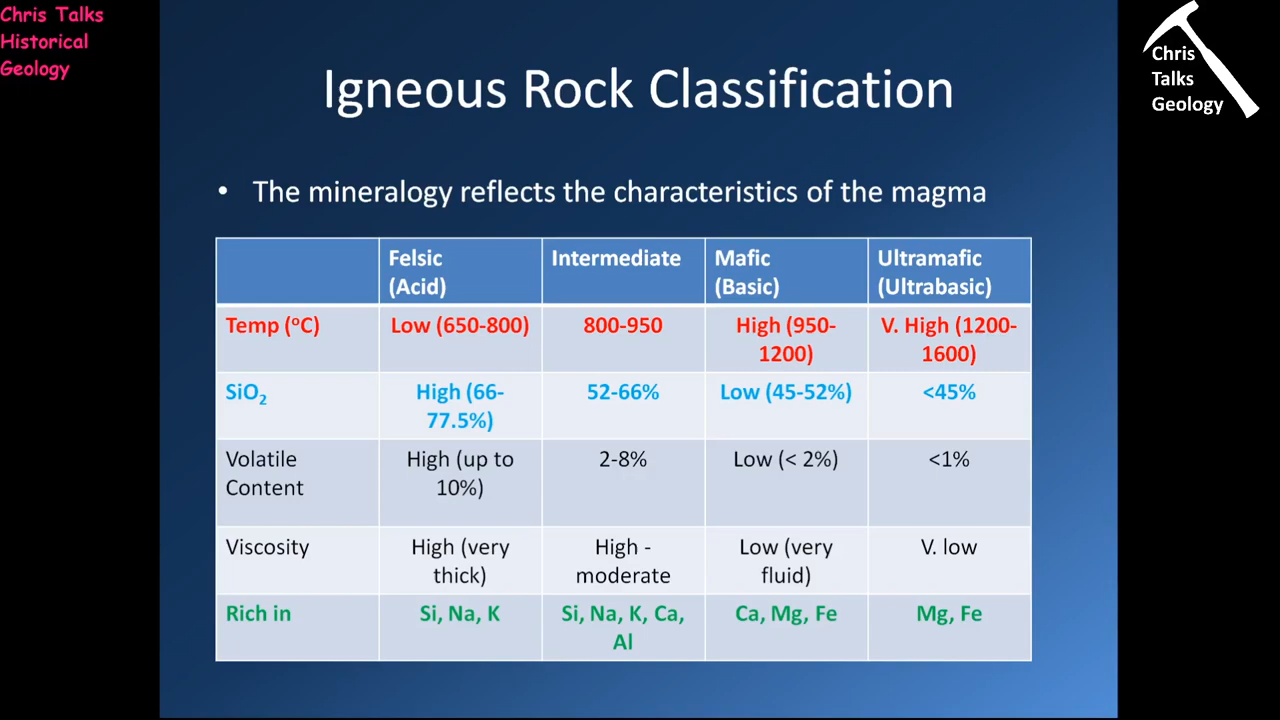 Chris Talks
Historical
Geology
Chris
Talks
Geology
Igneous Rock Classification
• The mineralogy reflects the characteristics of the magma
Felsic (Acid) Intermediate Mafic (Basic) Ultramafic (Ultrabasic)
Temp (ºC) Low (650-800) 800-950 High (950-1200) V. High (1200-1600)
SiO₂ High (66-77.5%) 52-66% Low (45-52%) <45%
Volatile Content High (up to 10%) 2-8% Low (< 2%) <1%
Viscosity High (very thick) High - moderate Low (very fluid) V. low
Rich in Si, Na, K Si, Na, K, Ca, Al Ca, Mg, Fe Mg, Fe